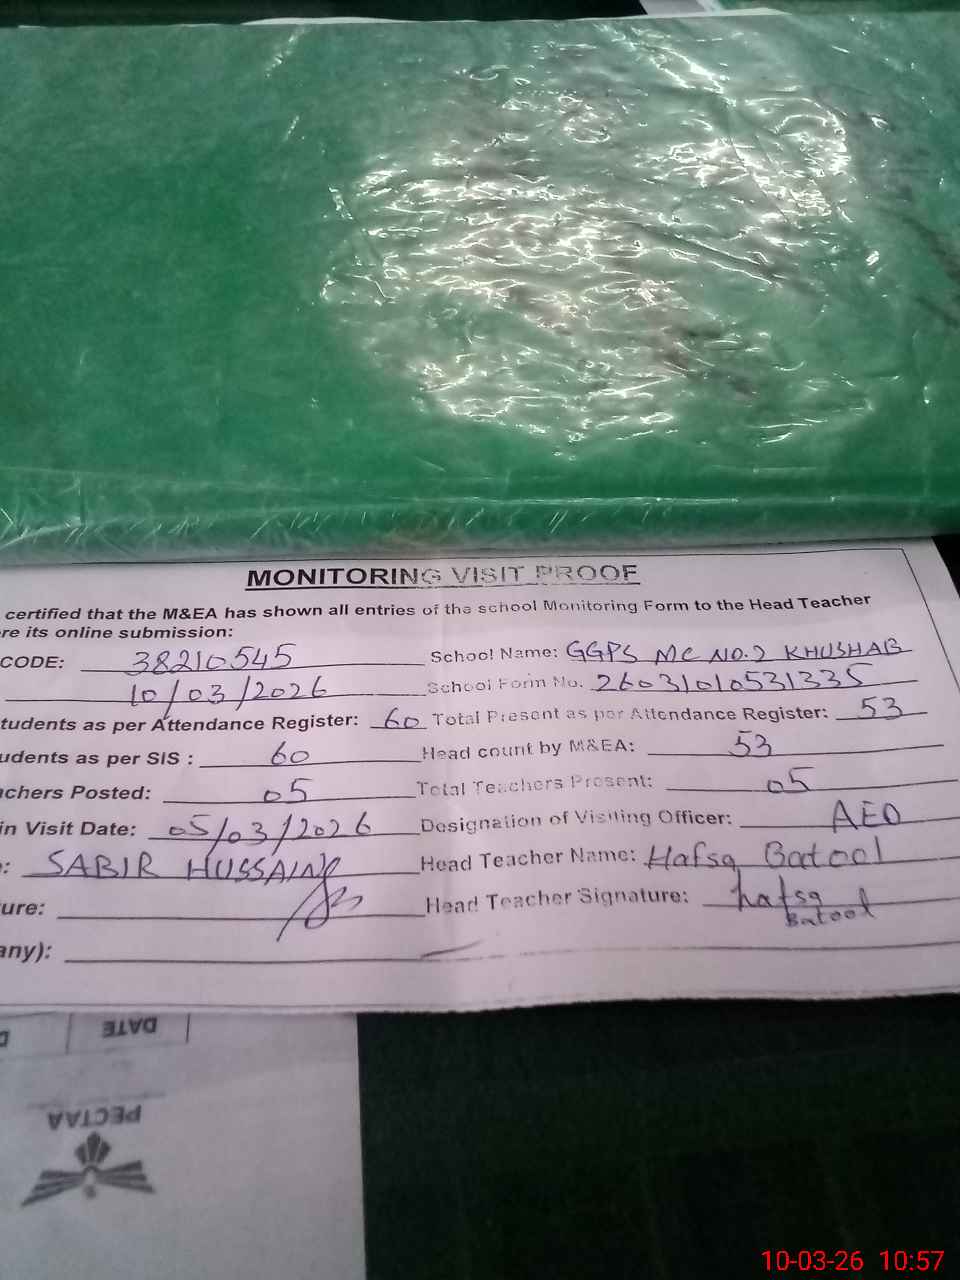 MONITORING VISIT PROOF
certified that the M&EA has shown all entries of the school Monitoring Form to the Head Teacher
re its online submission:
CODE: 38210545 School Name: GGPS MC NO.2 KHUSHAB
10/03/2026 School Form No. 26031010531335
tudents as per Attendance Register: 60 Total Present as per Attendance Register: 53
udents as per SIS : 60 Head count by M&EA: 53
achers Posted: 05 Total Teachers Present: 05
in Visit Date: 05/03/2026 Designation of Visiting Officer: AEO
: SABIR HUSSAIN Head Teacher Name: Hafsa Batool
ure: Head Teacher Signature: hafsa
Batool
any):
DATE
PECTAA
10-03-26 10:57